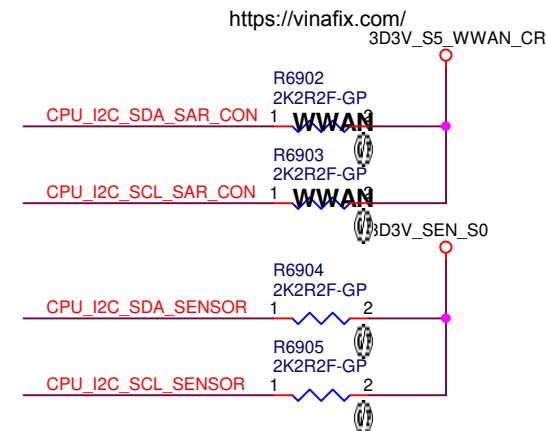 https://vinafix.com/
3D3V_S5_WWAN_CR
R6902
2K2R2F-GP
CPU_I2C_SDA_SAR_CON 1 WWAN 2
R6903
2K2R2F-GP
CPU_I2C_SCL_SAR_CON 1 WWAN 2
3D3V_SEN_S0
R6904
2K2R2F-GP
CPU_I2C_SDA_SENSOR 1 2
R6905
2K2R2F-GP
CPU_I2C_SCL_SENSOR 1 2